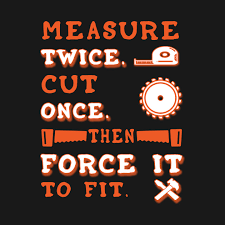 MEASURE
TWICE.
CUT
ONCE.
THEN
FORCE IT
TO FIT.